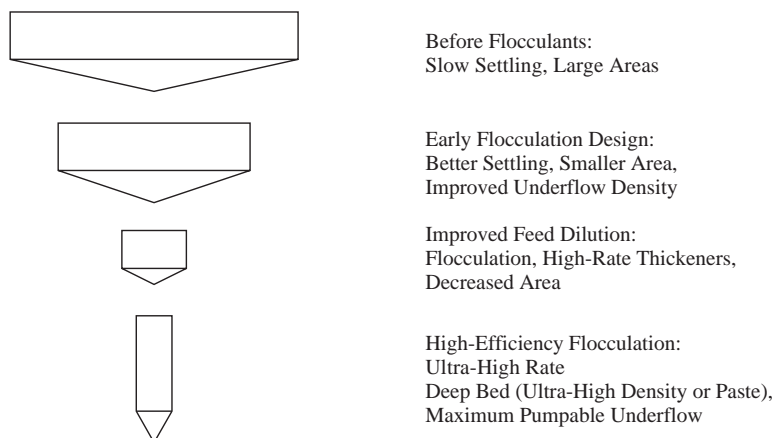 Before Flocculants:
Slow Settling, Large Areas
Early Flocculation Design:
Better Settling, Smaller Area,
Improved Underflow Density
Improved Feed Dilution:
Flocculation, High-Rate Thickeners,
Decreased Area
High-Efficiency Flocculation:
Ultra-High Rate
Deep Bed (Ultra-High Density or Paste),
Maximum Pumpable Underflow